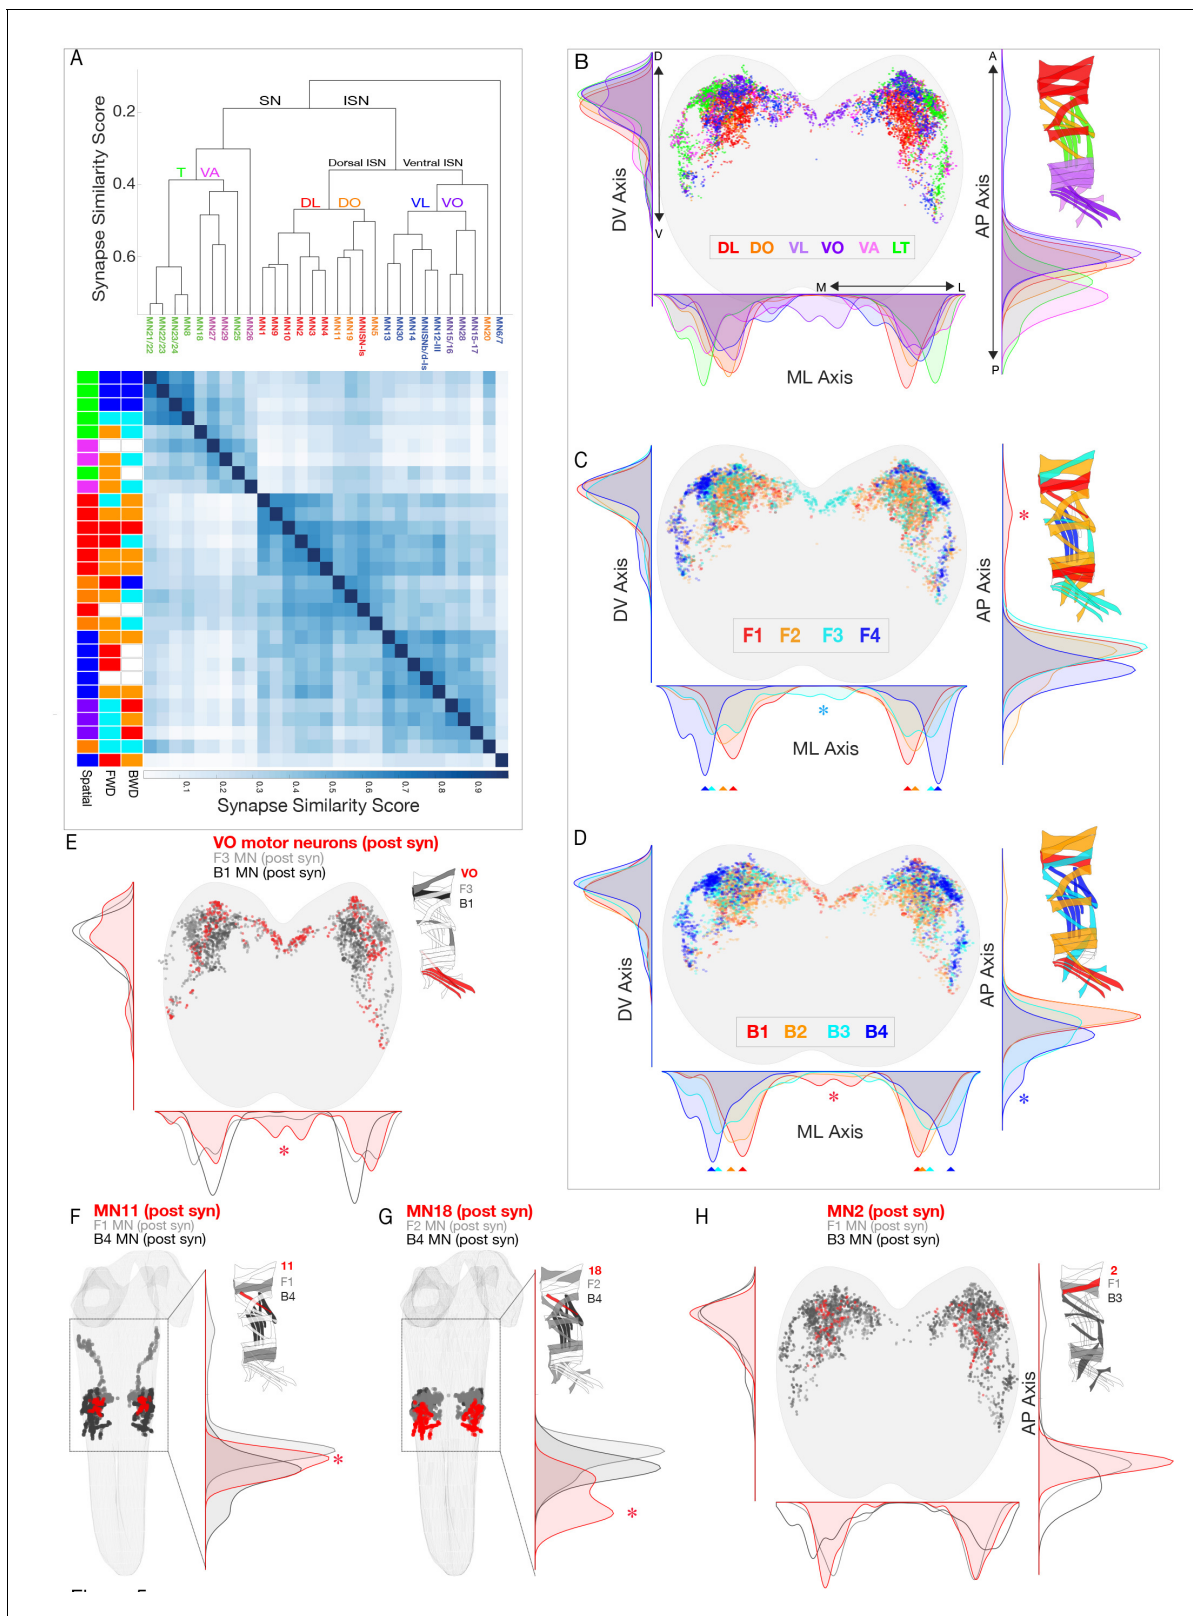 A
Synapse Similarity Score
0.2
0.4
0.6
SN
ISN
Dorsal ISN
Ventral ISN
T
VA
DL
DO
VL
VO
MN21/22
MN22/23
MN23/24
MN8
MN18
MN27
MN29
MN25
MN26
MN1
MN9
MN10
MN2
MN3
MN4
MN11
MN19
MNISN-Is
MN5
MN13
MN30
MN14
MNISNb/d-Is
MN12-III
MN15/16
MN28
MN15-17
MN20
MN6/7
Spatial
FWD
BWD
0.1
0.2
0.3
0.4
0.5
0.6
0.7
0.8
0.9
Synapse Similarity Score
B
D
V
DV Axis
DL DO VL VO VA LT
M
L
ML Axis
A
P
AP Axis
C
DV Axis
F1 F2 F3 F4
*
ML Axis
AP Axis
*
D
DV Axis
B1 B2 B3 B4
*
ML Axis
AP Axis
*
E
VO motor neurons (post syn)
F3 MN (post syn)
B1 MN (post syn)
VO
F3
B1
*
F
MN11 (post syn)
F1 MN (post syn)
B4 MN (post syn)
11
F1
B4
*
G
MN18 (post syn)
F2 MN (post syn)
B4 MN (post syn)
18
F2
B4
*
H
MN2 (post syn)
F1 MN (post syn)
B3 MN (post syn)
2
F1
B3
AP Axis